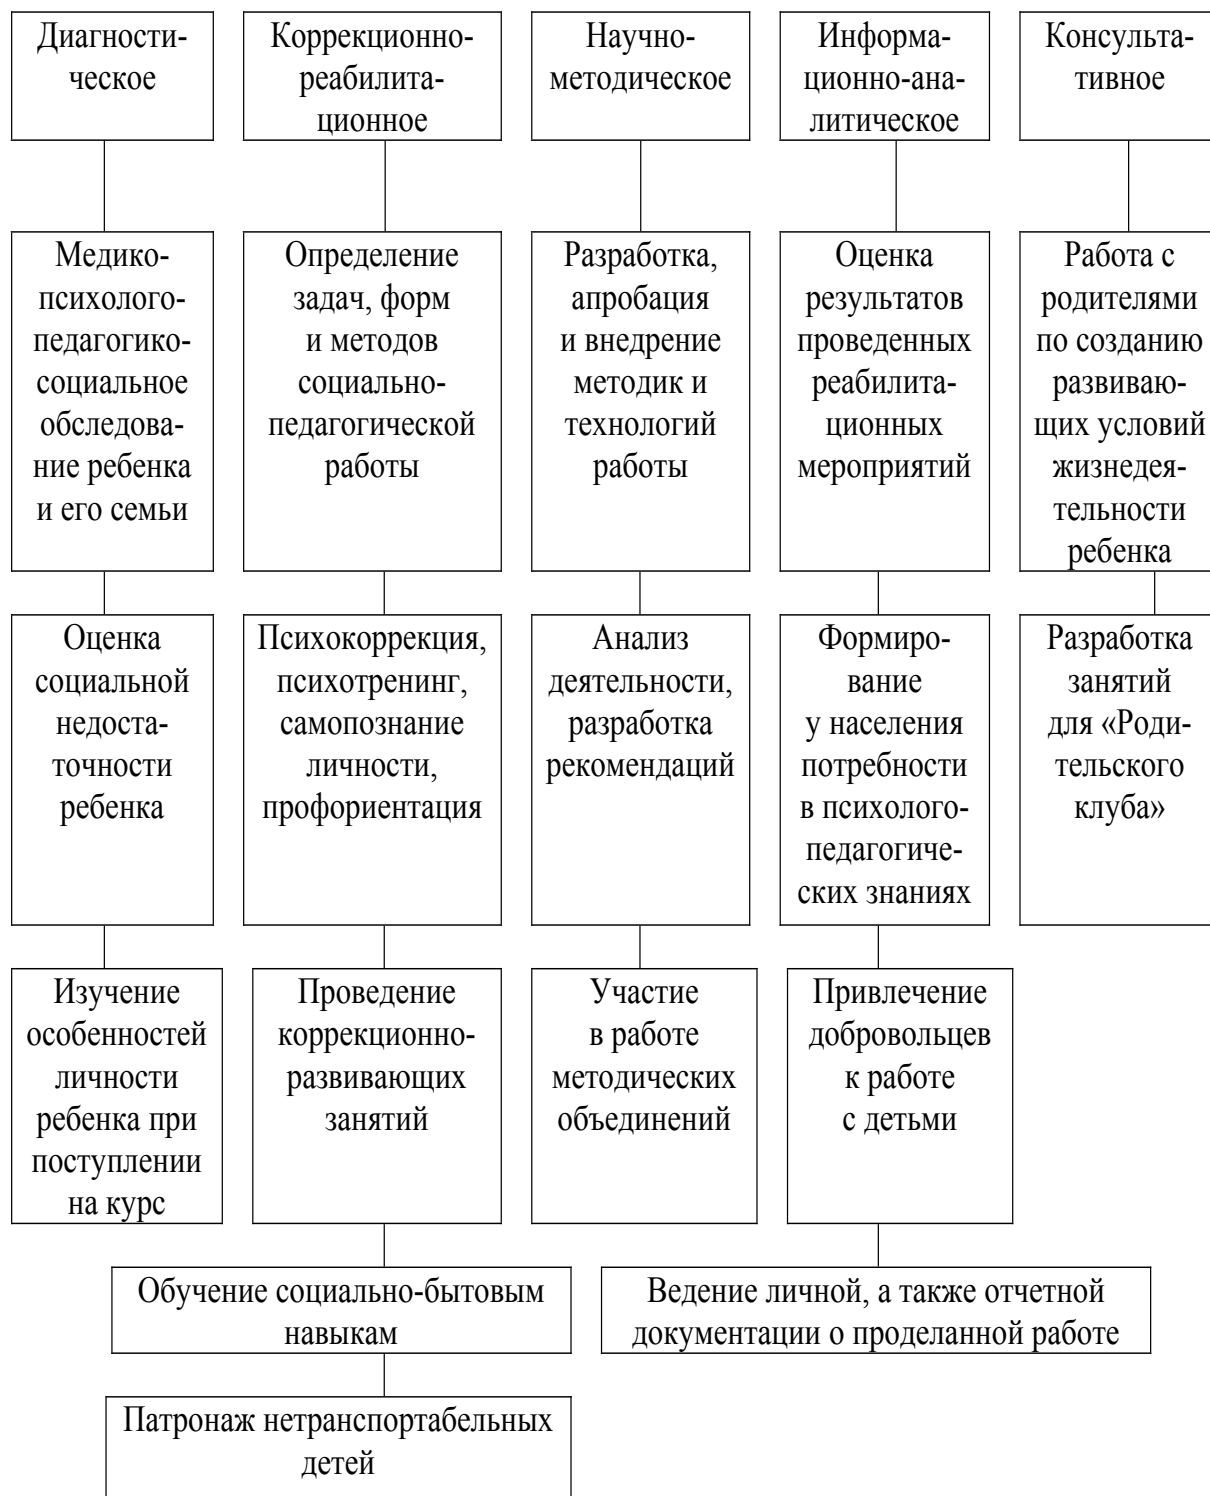 Диагности-
ческое
Коррекционно-
реабилита-
ционное
Научно-
методическое
Информа-
ционно-ана-
литическое
Консульта-
тивное
Медико-
психолого-
педагогико-
социальное
обследова-
ние ребенка
и его семьи
Определение
задач, форм
и методов
социально-
педагогической
работы
Разработка,
апробация
и внедрение
методик и
технологий
работы
Оценка
результатов
проведенных
реабилита-
ционных
мероприятий
Работа с
родителями
по созданию
развиваю-
щих условий
жизнедея-
тельности
ребенка
Оценка
социальной
недоста-
точности
ребенка
Психокоррекция,
психотренинг,
самопознание
личности,
профориентация
Анализ
деятельности,
разработка
рекомендаций
Формиро-
вание
у населения
потребности
в психолого-
педагогиче-
ских знаниях
Разработка
занятий
для «Роди-
тельского
клуба»
Изучение
особенностей
личности
ребенка при
поступлении
на курс
Проведение
коррекционно-
развивающих
занятий
Участие
в работе
методических
объединений
Привлечение
добровольцев
к работе
с детьми
Обучение социально-бытовым
навыкам
Ведение личной, а также отчетной
документации о проделанной работе
Патронаж нетранспортабельных
детей